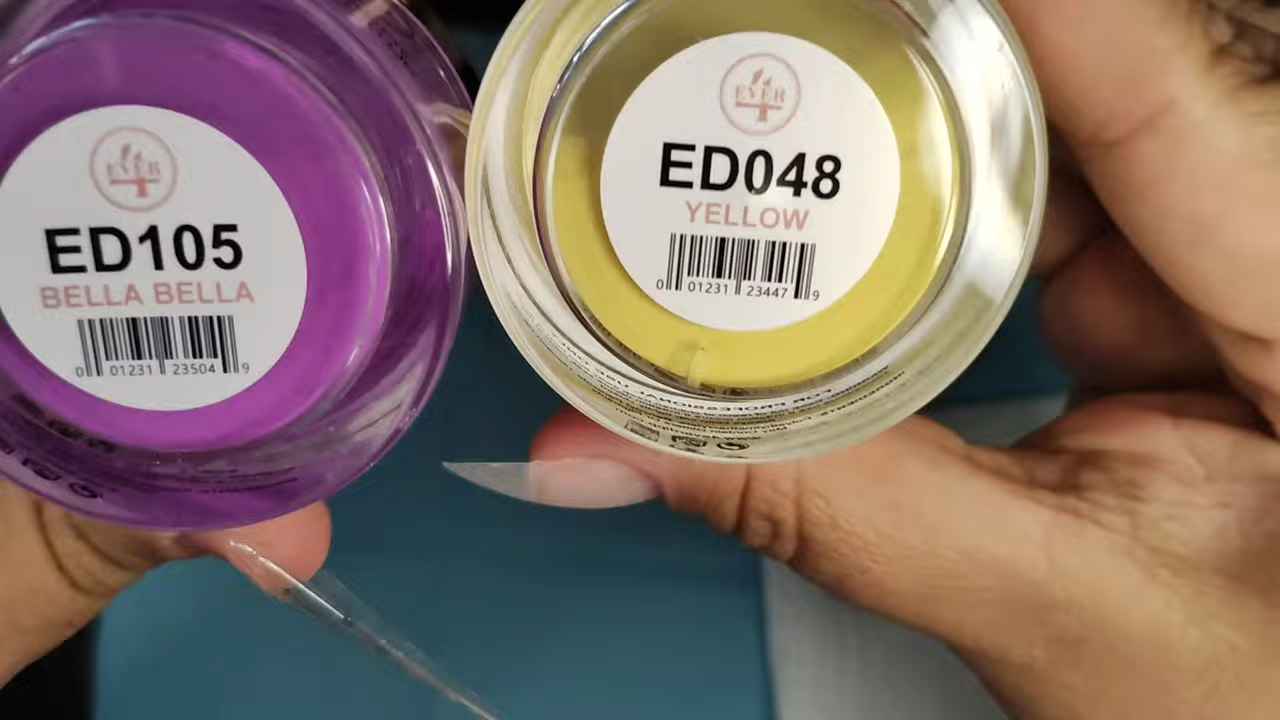 EVER
ED105
BELLA BELLA
0 01231 23504 9
EVER
ED048
YELLOW
0 01231 23447 9